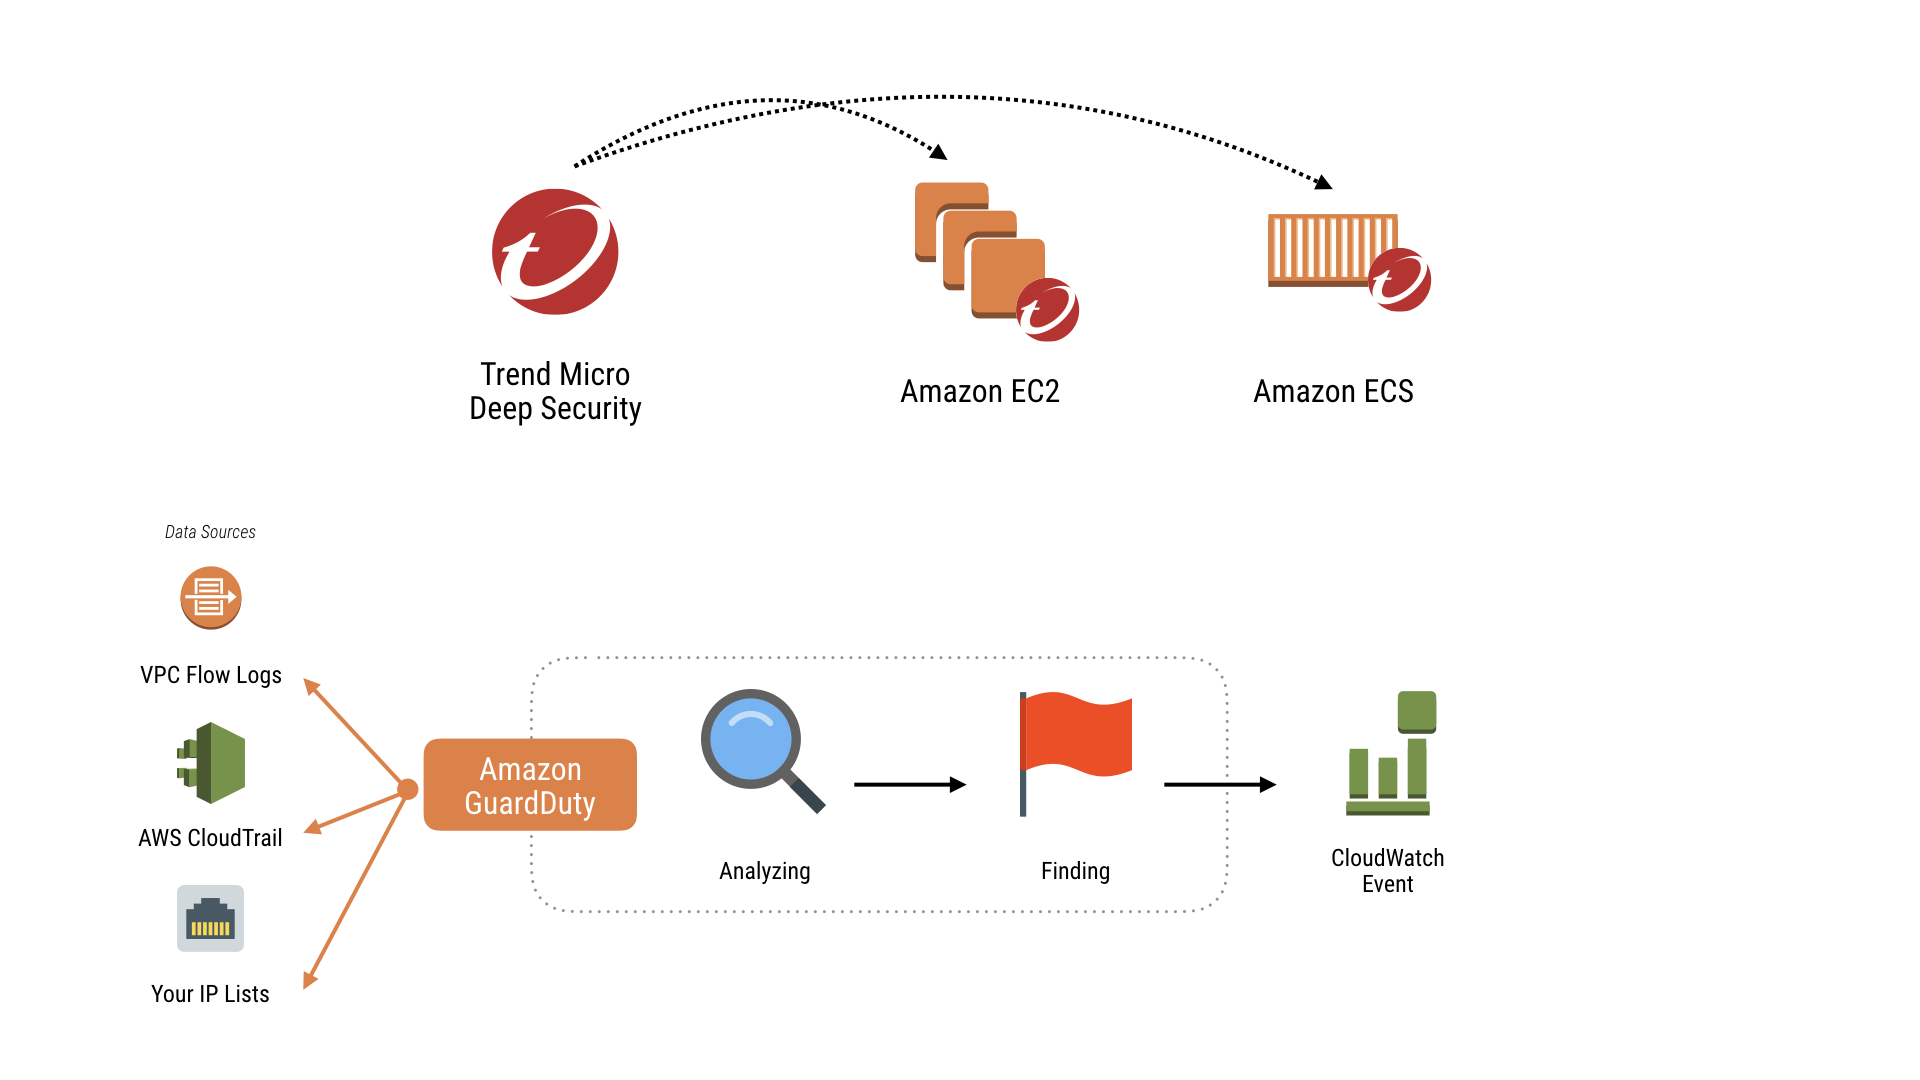 Trend Micro
Deep Security
Amazon EC2
Amazon ECS
Data Sources
VPC Flow Logs
AWS CloudTrail
Your IP Lists
Amazon
GuardDuty
Analyzing
Finding
CloudWatch
Event